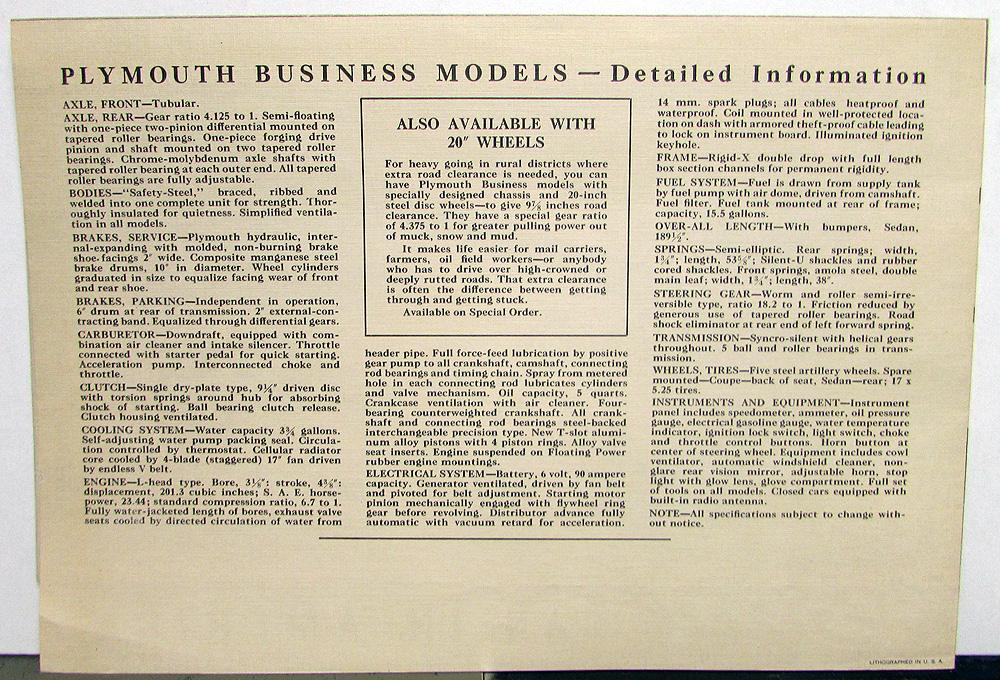 PLYMOUTH BUSINESS MODELS — Detailed Information
AXLE, FRONT—Tubular.
AXLE, REAR—Gear ratio 4.125 to 1. Semi-floating
with one-piece two-pinion differential mounted on
tapered roller bearings. One-piece forging drive
pinion and shaft mounted on two tapered roller
bearings. Chrome-molybdenum axle shafts with
tapered roller bearing at each outer end. All tapered
roller bearings are fully adjustable.
BODIES—“Safety-Steel,” braced, ribbed and
welded into one complete unit for strength. Thor-
oughly insulated for quietness. Simplified ventila-
tion in all models.
BRAKES, SERVICE—Plymouth hydraulic, inter-
nal-expanding with molded, non-burning brake
shoe facings 2″ wide. Composite manganese steel
brake drums, 10″ in diameter. Wheel cylinders
graduated in size to equalize facing wear of front
and rear shoe.
BRAKES, PARKING—Independent in operation,
6″ drum at rear of transmission. 2″ external-con-
tracting band. Equalized through differential gears.
CARBURETOR—Downdraft, equipped with com-
bination air cleaner and intake silencer. Throttle
connected with starter pedal for quick starting.
Acceleration pump. Interconnected choke and
throttle.
CLUTCH—Single dry-plate type, 9¼″ driven disc
with torsion springs around hub for absorbing
shock of starting. Ball bearing clutch release.
Clutch housing ventilated.
COOLING SYSTEM—Water capacity 3¾ gallons.
Self-adjusting water pump packing seal. Circula-
tion controlled by thermostat. Cellular radiator
core cooled by 4-blade (staggered) 17″ fan driven
by endless V belt.
ENGINE—L-head type. Bore, 3⅛″: stroke, 4⅜″:
displacement, 201.3 cubic inches; S. A. E. horse-
power, 23.44; standard compression ratio, 6.7 to 1.
Fully water-jacketed length of bores, exhaust valve
seats cooled by directed circulation of water from
ALSO AVAILABLE WITH
20″ WHEELS
For heavy going in rural districts where
extra road clearance is needed, you can
have Plymouth Business models with
specially designed chassis and 20-inch
steel disc wheels—to give 9⅞ inches road
clearance. They have a special gear ratio
of 4.375 to 1 for greater pulling power out
of muck, snow and mud.
It makes life easier for mail carriers,
farmers, oil field workers—or anybody
who has to drive over high-crowned or
deeply rutted roads. That extra clearance
is often the difference between getting
through and getting stuck.
Available on Special Order.
header pipe. Full force-feed lubrication by positive
gear pump to all crankshaft, camshaft, connecting
rod bearings and timing chain. Spray from metered
hole in each connecting rod lubricates cylinders
and valve mechanism. Oil capacity, 5 quarts.
Crankcase ventilation with air cleaner. Four-
bearing counterweighted crankshaft. All crank-
shaft and connecting rod bearings steel-backed
interchangeable precision type. New T-slot alumi-
num alloy pistons with 4 piston rings. Alloy valve
seat inserts. Engine suspended on Floating Power
rubber engine mountings.
ELECTRICAL SYSTEM—Battery, 6 volt, 90 ampere
capacity. Generator ventilated, driven by fan belt
and pivoted for belt adjustment. Starting motor
pinion mechanically engaged with flywheel ring
gear before revolving. Distributor advance fully
automatic with vacuum retard for acceleration.
14 mm. spark plugs; all cables heatproof and
waterproof. Coil mounted in well-protected loca-
tion on dash with armored theft-proof cable leading
to lock on instrument board. Illuminated ignition
keyhole.
FRAME—Rigid-X double drop with full length
box section channels for permanent rigidity.
FUEL SYSTEM—Fuel is drawn from supply tank
by fuel pump with air dome, driven from camshaft.
Fuel filter. Fuel tank mounted at rear of frame;
capacity, 15.5 gallons.
OVER-ALL LENGTH—With bumpers, Sedan,
189½″.
SPRINGS—Semi-elliptic. Rear springs; width,
1¾″; length, 53⅝″; Silent-U shackles and rubber
cored shackles. Front springs, amola steel, double
main leaf; width, 1¾″; length, 38″.
STEERING GEAR—Worm and roller semi-irre-
versible type, ratio 18.2 to 1. Friction reduced by
generous use of tapered roller bearings. Road
shock eliminator at rear end of left forward spring.
TRANSMISSION—Syncro-silent with helical gears
throughout. 5 ball and roller bearings in trans-
mission.
WHEELS, TIRES—Five steel artillery wheels. Spare
mounted—Coupe—back of seat, Sedan—rear; 17 x
5.25 tires.
INSTRUMENTS AND EQUIPMENT—Instrument
panel includes speedometer, ammeter, oil pressure
gauge, electrical gasoline gauge, water temperature
indicator, ignition lock switch, light switch, choke
and throttle control buttons. Horn button at
center of steering wheel. Equipment includes cowl
ventilator, automatic windshield cleaner, non-
glare rear vision mirror, adjustable horn, stop
light with glow lens, glove compartment. Full set
of tools on all models. Closed cars equipped with
built-in radio antenna.
NOTE—All specifications subject to change with-
out notice.
LITHOGRAPHED IN U. S. A.